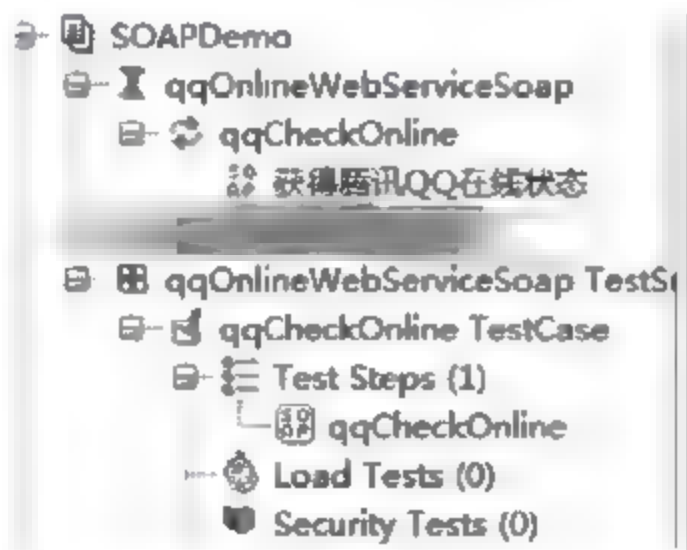 SOAPDemo
qqOnlineWebServiceSoap
qqCheckOnline
获得腾讯QQ在线状态
qqOnlineWebServiceSoap
qqCheckOnline TestCase
Test Steps (1)
qqCheckOnline
Load Tests (0)
Security Tests (0)